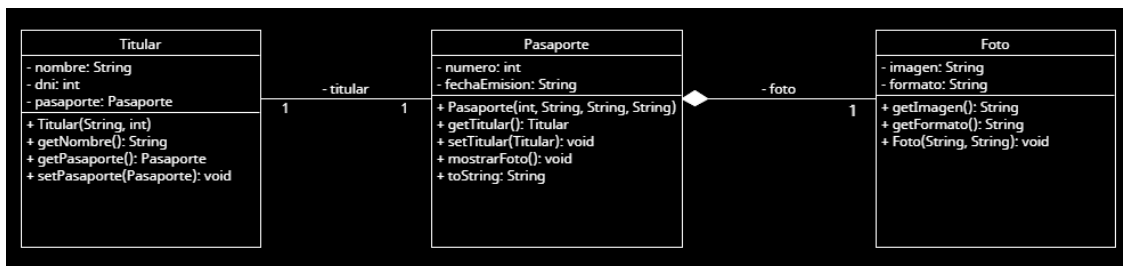 Titular
- nombre: String
- dni: int
- pasaporte: Pasaporte
+ Titular(String, int)
+ getNombre(): String
+ getPasaporte(): Pasaporte
+ setPasaporte(Pasaporte): void
- titular
1
1
Pasaporte
- numero: int
- fechaEmision: String
+ Pasaporte(int, String, String, String)
+ getTitular(): Titular
+ setTitular(Titular): void
+ mostrarFoto(): void
+ toString: String
- foto
1
Foto
- imagen: String
- formato: String
+ getImagen(): String
+ getFormato(): String
+ Foto(String, String): void